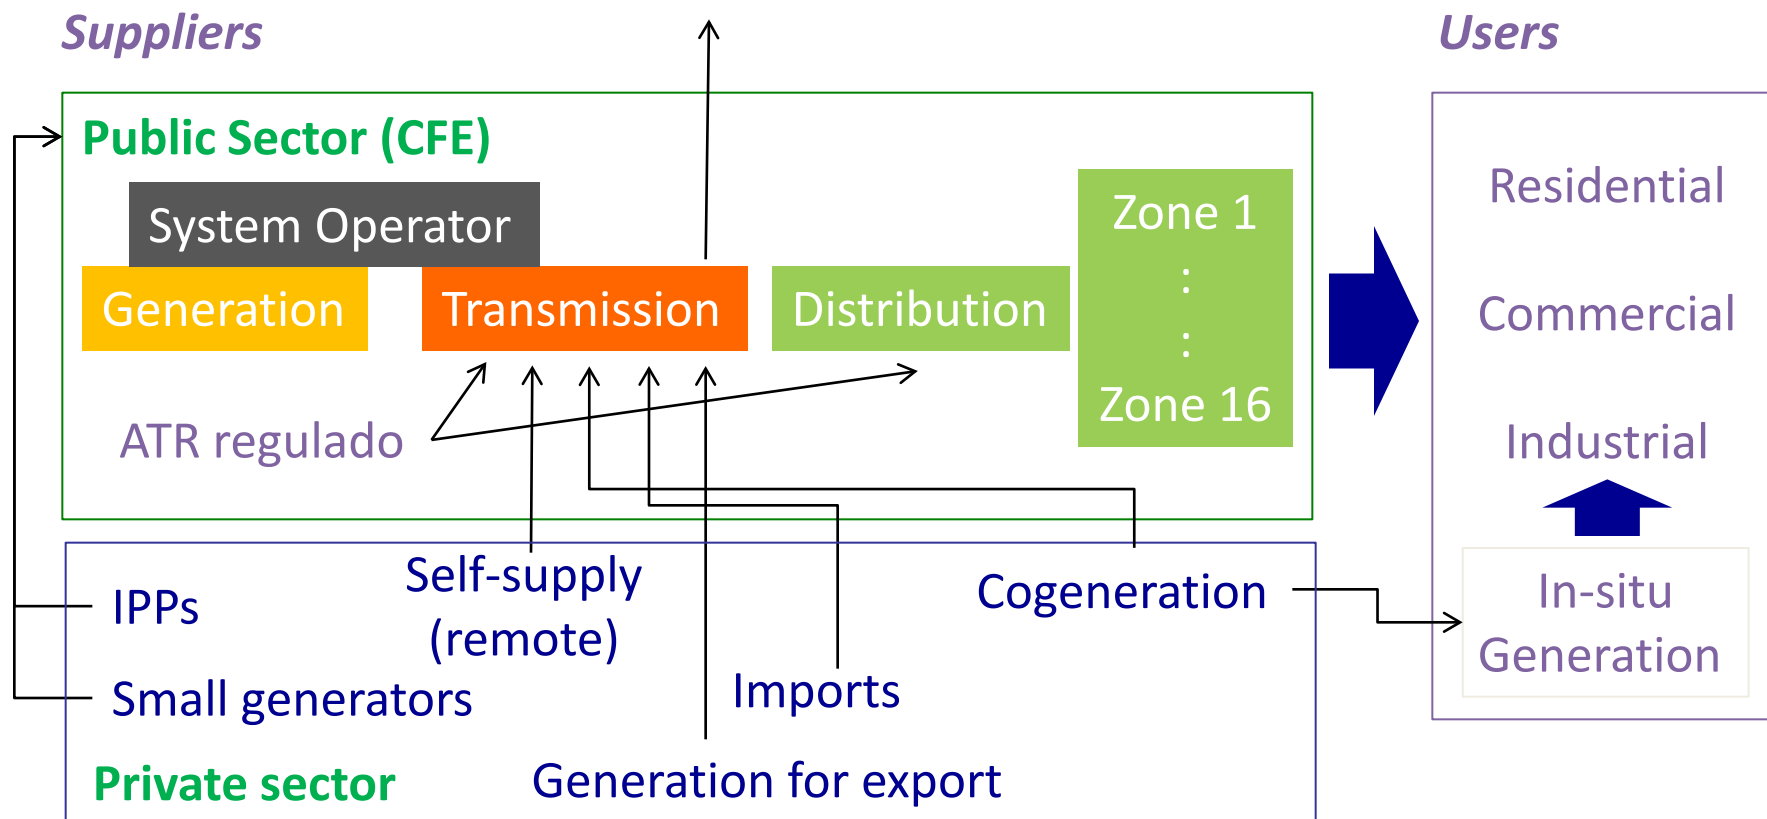 Suppliers
Users
Public Sector (CFE)
System Operator
Generation
Transmission
Distribution
Zone 1
:
:
Zone 16
ATR regulado
Residential
Commercial
Industrial
In-situ
Generation
IPPs
Self-supply
(remote)
Cogeneration
Small generators
Imports
Private sector
Generation for export